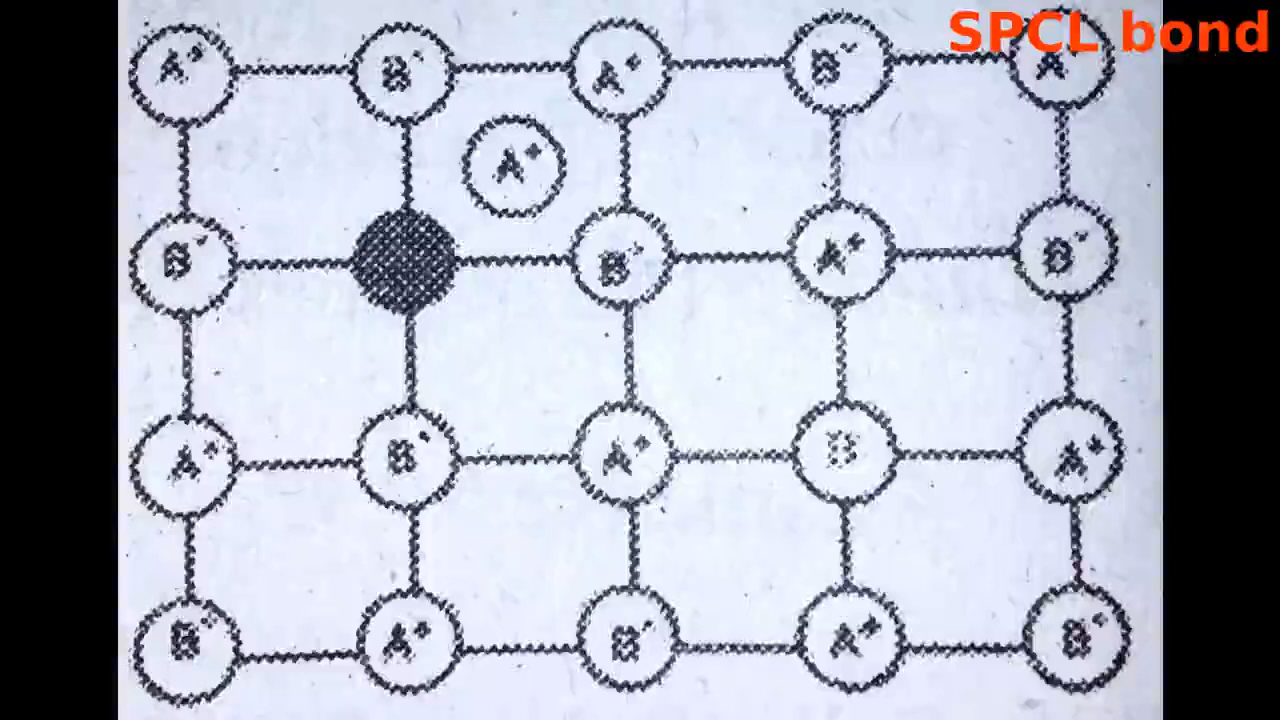 SPCL bond
A⁺ B⁻ A⁺ B⁻ A⁺
A⁺
B⁻ B⁻ A⁺ B⁻
A⁺ B⁻ A⁺ B A⁺
B⁻ A⁺ B⁻ A⁺ B⁻